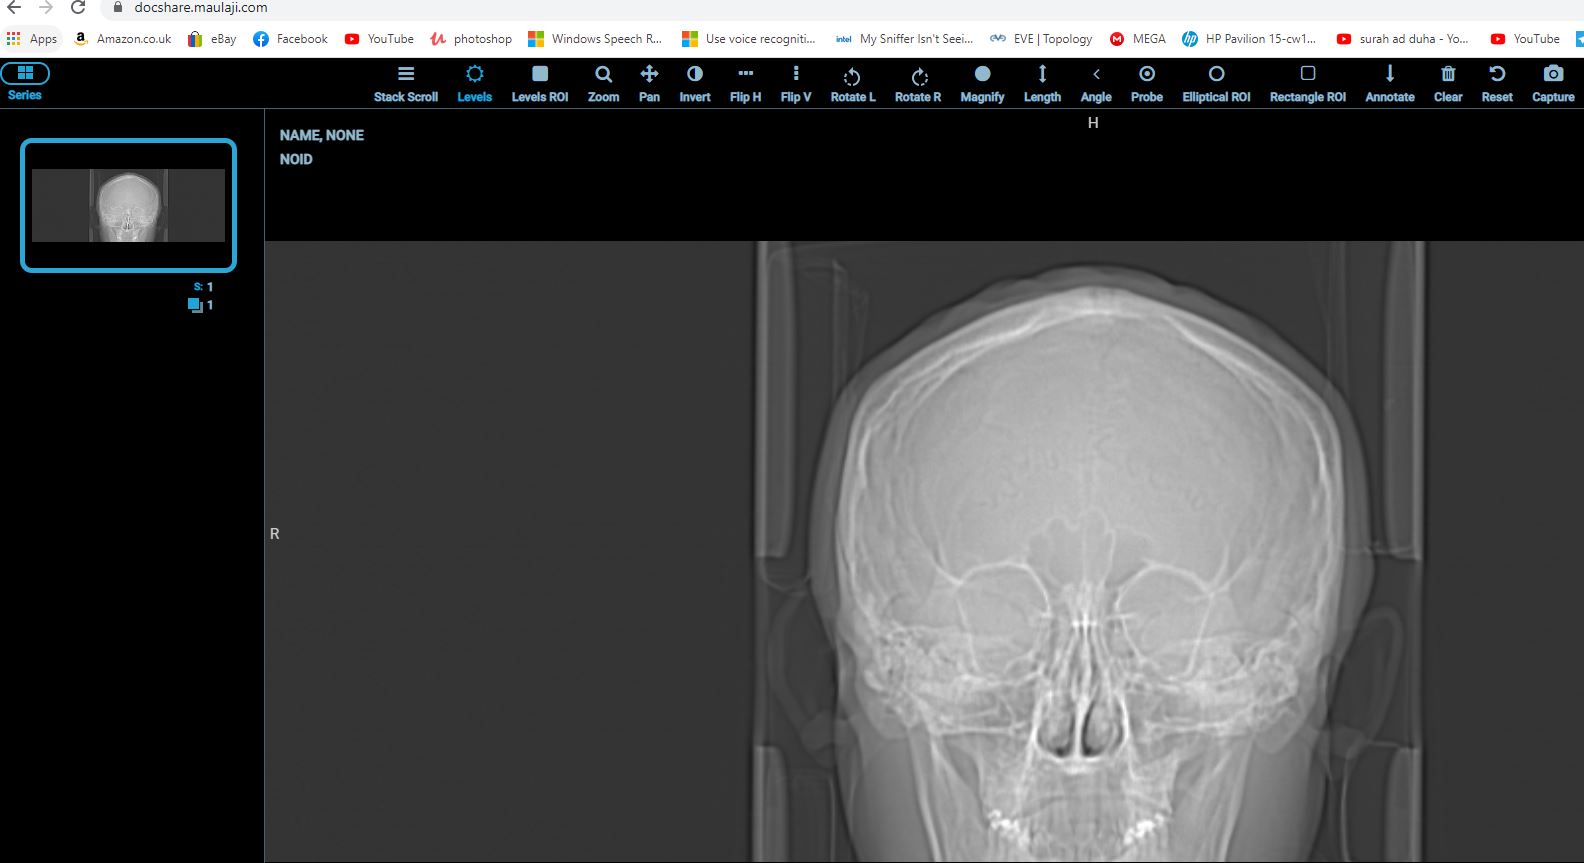 docshare.maulaji.com
Apps Amazon.co.uk eBay Facebook YouTube photoshop Windows Speech R... Use voice recogniti... intel My Sniffer Isn't Seei... EVE | Topology MEGA HP Pavilion 15-cw1... surah ad duha - Yo... YouTube
Series Stack Scroll Levels Levels ROI Zoom Pan Invert Flip H Flip V Rotate L Rotate R Magnify Length Angle Probe Elliptical ROI Rectangle ROI Annotate Clear Reset Capture
H
NAME, NONE
NOID
S: 1
1
R